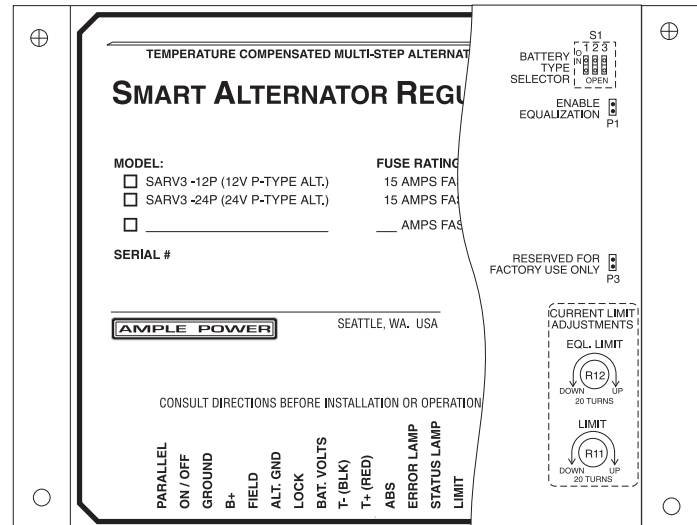 TEMPERATURE COMPENSATED MULTI-STEP ALTERNAT
SMART ALTERNATOR REGU
MODEL:
FUSE RATING
SARV3 -12P (12V P-TYPE ALT.)
15 AMPS FA
SARV3 -24P (24V P-TYPE ALT.)
15 AMPS FA
AMPS FAS
SERIAL #
AMPLE POWER
SEATTLE, WA. USA
CONSULT DIRECTIONS BEFORE INSTALLATION OR OPERATION
PARALLEL
ON / OFF
GROUND
B+
FIELD
ALT. GND
LOCK
BAT. VOLTS
T- (BLK)
T+ (RED)
ABS
ERROR LAMP
STATUS LAMP
LIMIT
S1
1 2 3
ON
OPEN
BATTERY
TYPE
SELECTOR
ENABLE
EQUALIZATION
P1
RESERVED FOR
FACTORY USE ONLY
P3
CURRENT LIMIT
ADJUSTMENTS
EQL. LIMIT
R12
DOWN UP
20 TURNS
LIMIT
R11
DOWN UP
20 TURNS